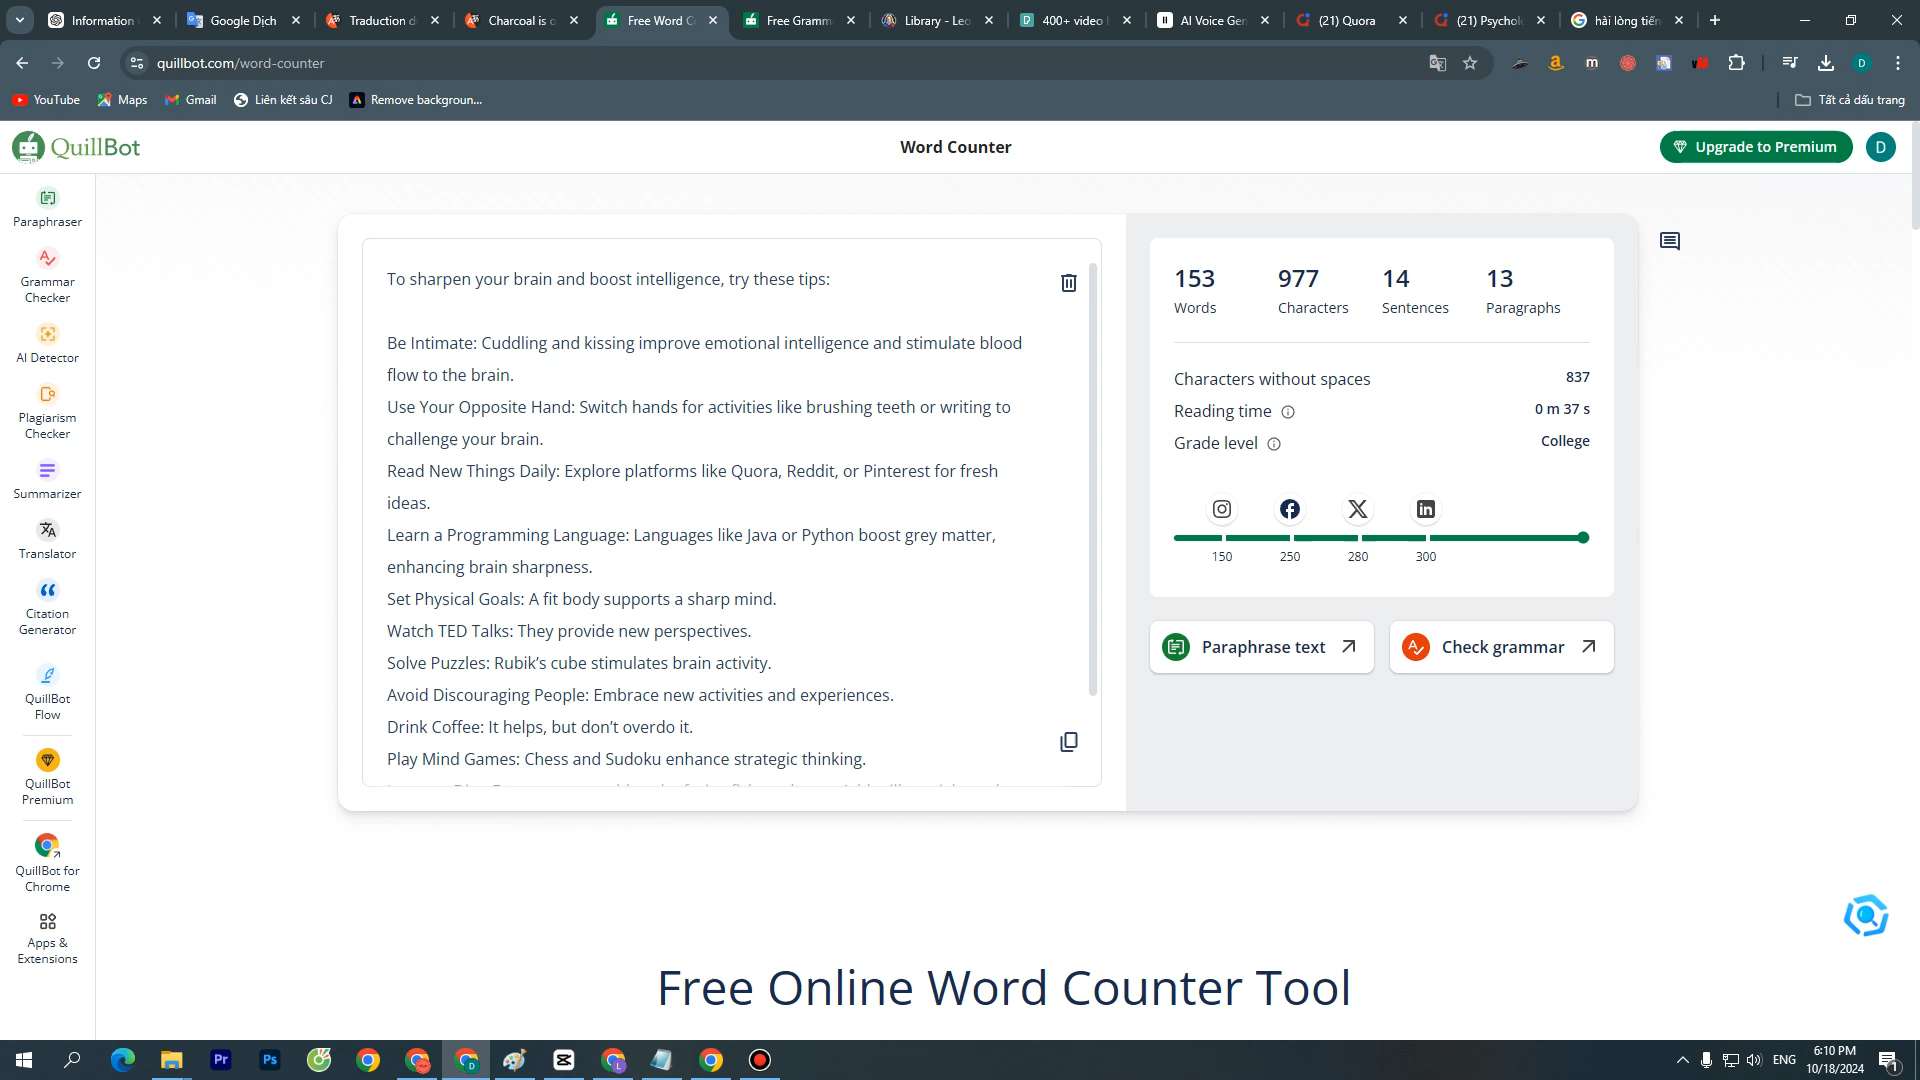 Information
Google Dịch
Traduction d
Charcoal is c
Free Word C
Free Gramm
Library - Leo
400+ video
AI Voice Gen
(21) Quora
(21) Psychol
hài lòng tiến
quillbot.com/word-counter
YouTube
Maps
Gmail
Liên kết sâu CJ
Remove backgroun...
Tất cả dấu trang
QuillBot
Word Counter
Upgrade to Premium
D
Paraphraser
Grammar
Checker
AI Detector
Plagiarism
Checker
Summarizer
Translator
Citation
Generator
QuillBot
Flow
QuillBot
Premium
QuillBot for
Chrome
Apps &
Extensions
To sharpen your brain and boost intelligence, try these tips:
Be Intimate: Cuddling and kissing improve emotional intelligence and stimulate blood
flow to the brain.
Use Your Opposite Hand: Switch hands for activities like brushing teeth or writing to
challenge your brain.
Read New Things Daily: Explore platforms like Quora, Reddit, or Pinterest for fresh
ideas.
Learn a Programming Language: Languages like Java or Python boost grey matter,
enhancing brain sharpness.
Set Physical Goals: A fit body supports a sharp mind.
Watch TED Talks: They provide new perspectives.
Solve Puzzles: Rubik’s cube stimulates brain activity.
Avoid Discouraging People: Embrace new activities and experiences.
Drink Coffee: It helps, but don’t overdo it.
Play Mind Games: Chess and Sudoku enhance strategic thinking.
153 977 14 13
Words Characters Sentences Paragraphs
Characters without spaces 837
Reading time 0 m 37 s
Grade level College
150 250 280 300
Paraphrase text
Check grammar
Free Online Word Counter Tool
ENG
6:10 PM
10/18/2024
1